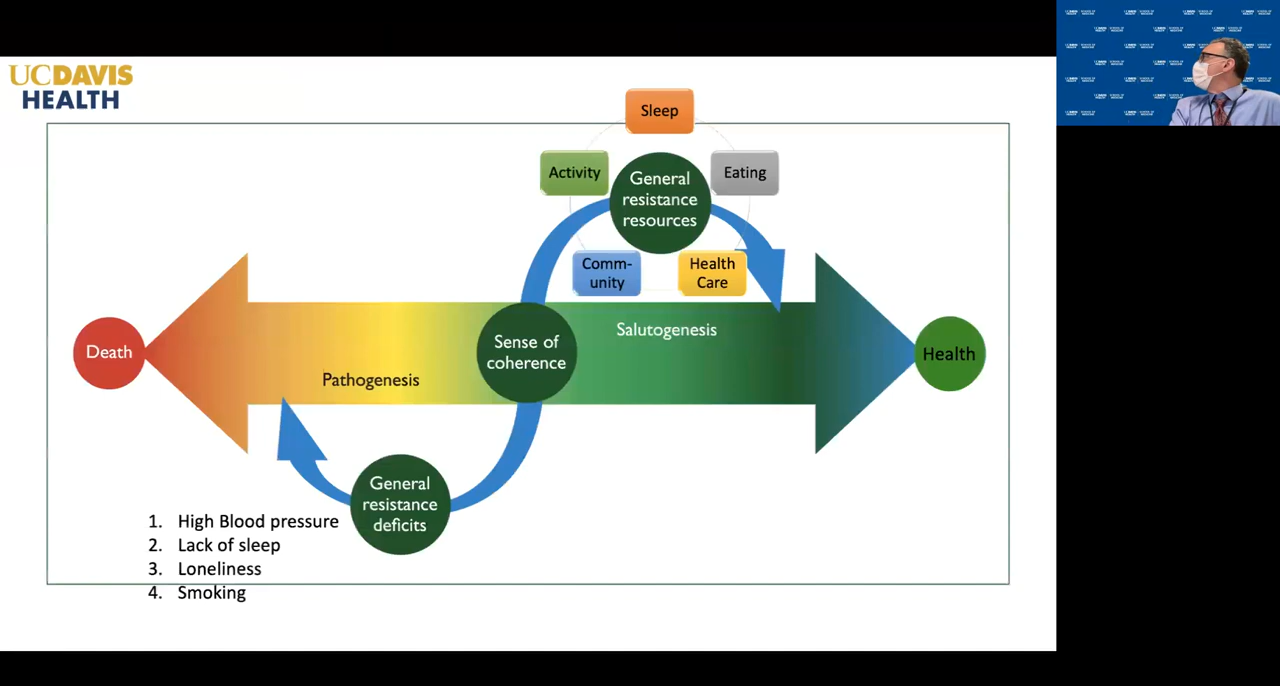 UCDAVIS
HEALTH
Sleep
Activity
General
resistance
resources
Eating
Comm-
unity
Health
Care
Salutogenesis
Death
Sense of
coherence
Health
Pathogenesis
General
resistance
deficits
1. High Blood pressure
2. Lack of sleep
3. Loneliness
4. Smoking